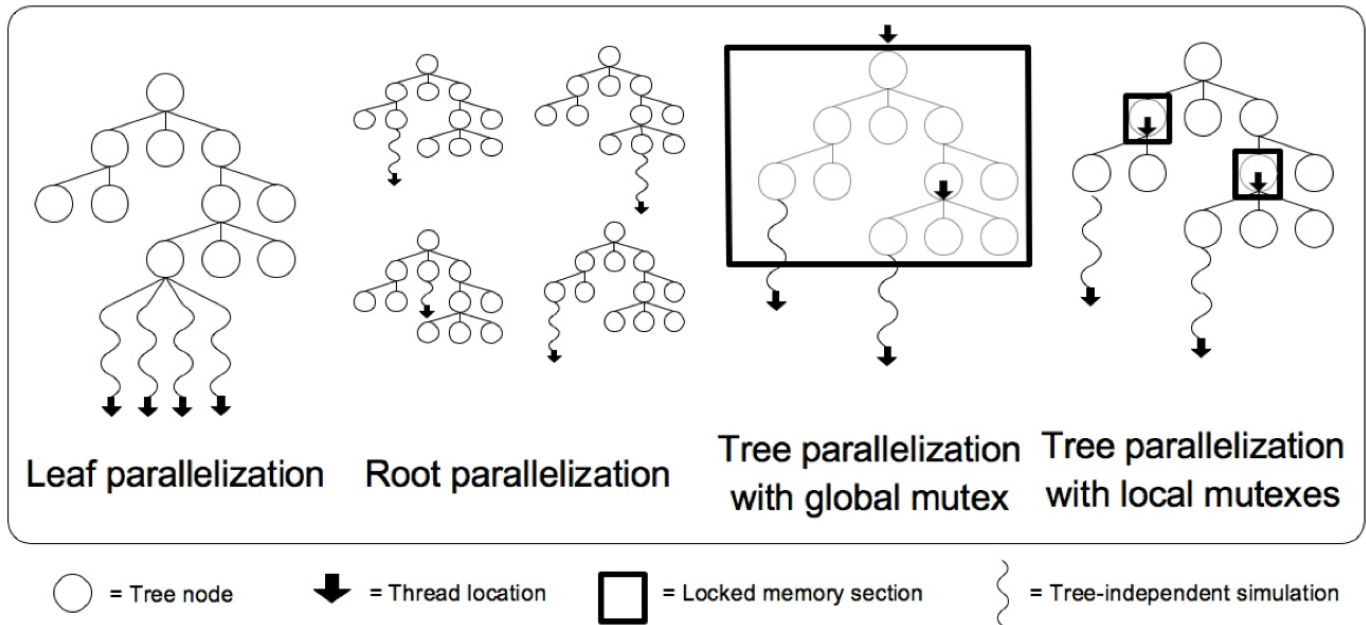 Leaf parallelization
Root parallelization
Tree parallelization
with global mutex
Tree parallelization
with local mutexes
= Tree node
= Thread location
= Locked memory section
= Tree-independent simulation